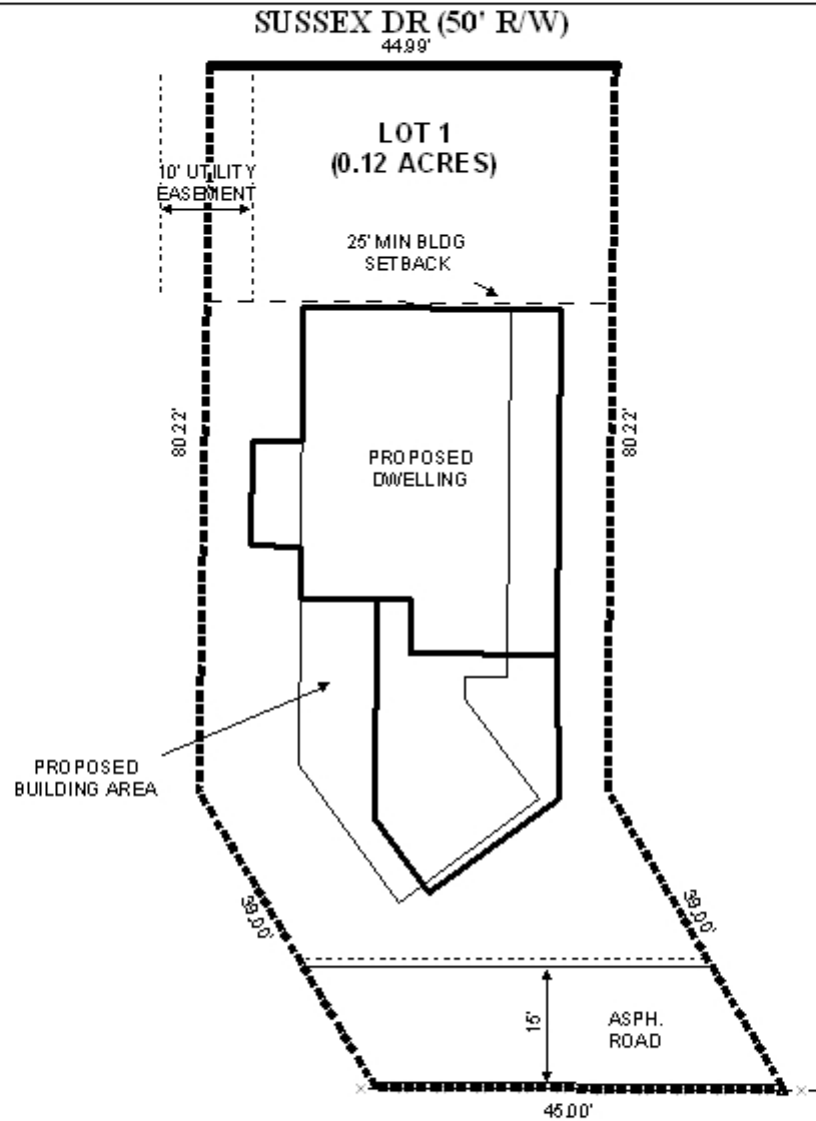 SUSSEX DR (50' R/W)
44.99'
LOT 1
(0.12 ACRES)
10' UTILITY
EASEMENT
25' MIN BLDG
SETBACK
80.22'
80.22'
PROPOSED
DWELLING
PROPOSED
BUILDING AREA
39.00'
39.00'
15'
ASPH.
ROAD
45.00'